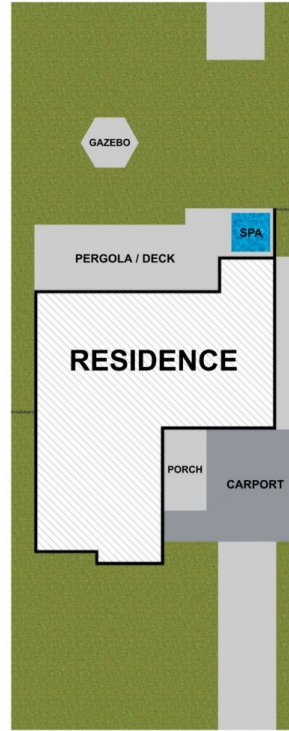 GAZEBO
SPA
PERGOLA / DECK
RESIDENCE
PORCH
CARPORT